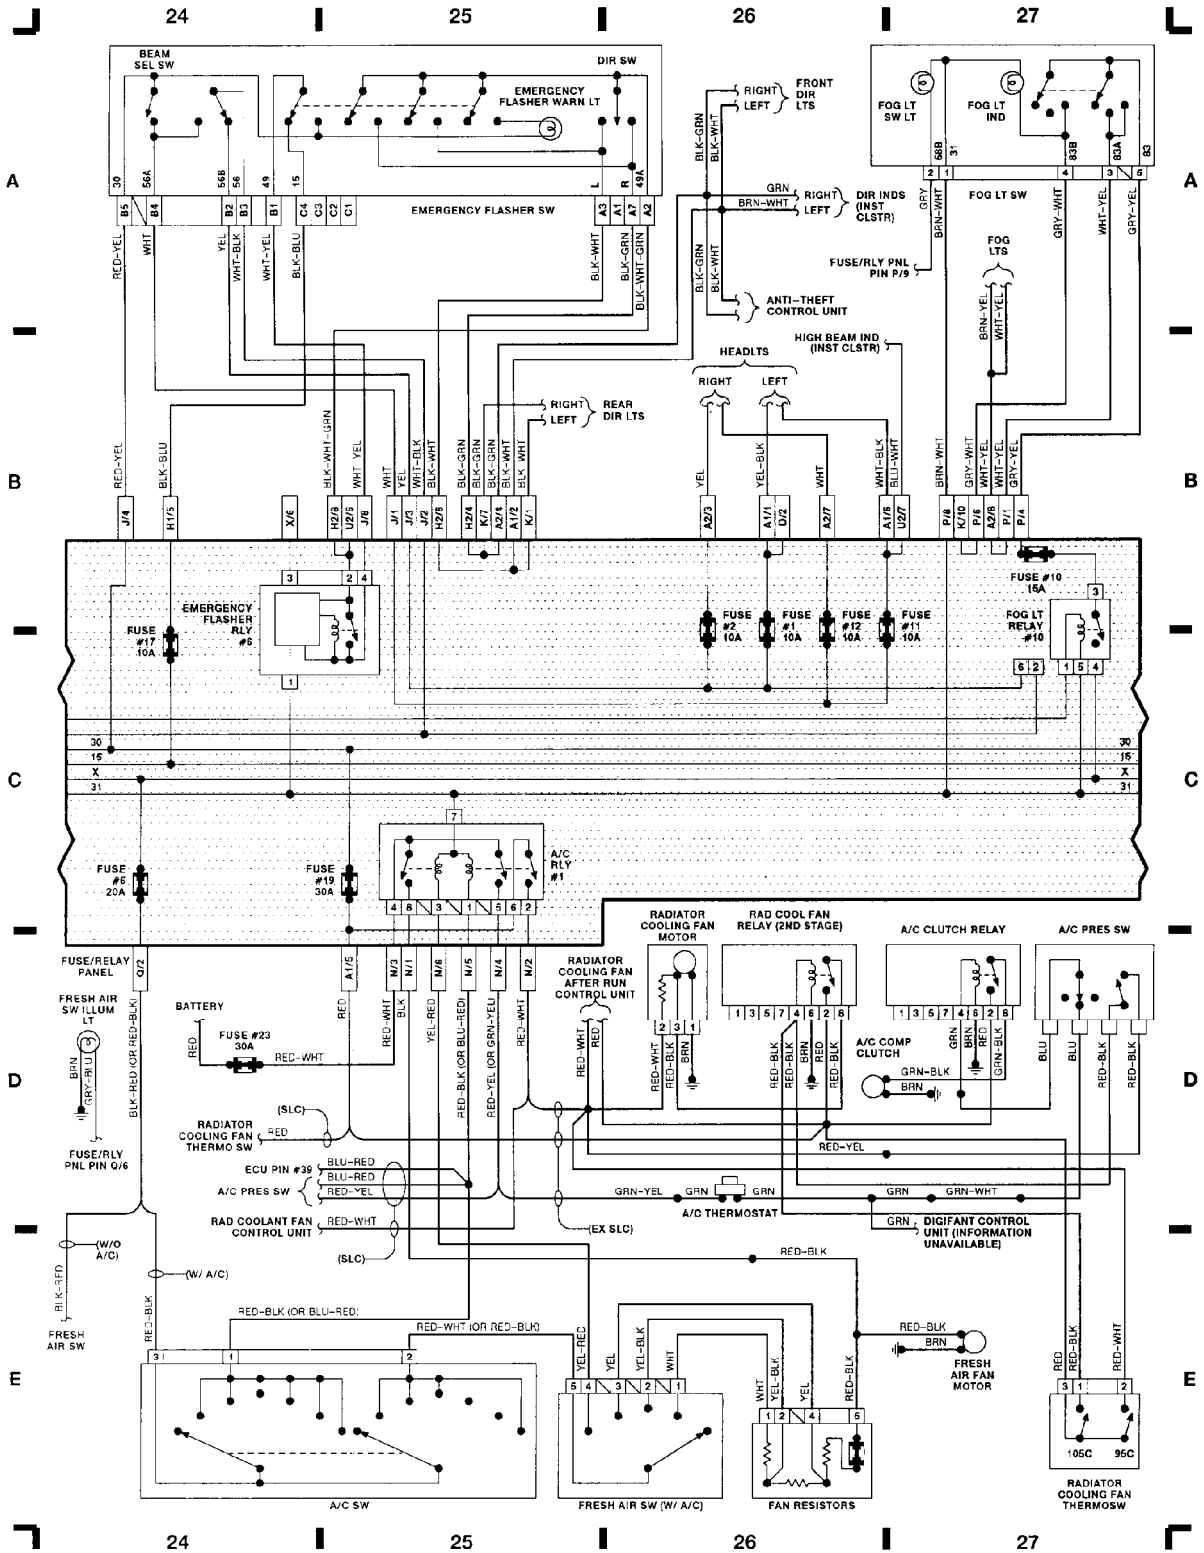 24 25 26 27
BEAM
SEL SW
DIR SW
EMERGENCY
FLASHER WARN LT
30 56A 56B 56 49 15 L R 49A
B5 B4 B2 B3 B1 C4 C3 C2 C1
EMERGENCY FLASHER SW
A3 A1 A7 A2
RED-YEL WHT YEL WHT-BLK WHT-YEL BLK-BLU
BLK-WHT BLK-GRN BLK-WHT-GRN
A
RIGHT
LEFT
FRONT
DIR
LTS
BLK-GRN BLK-WHT
GRN RIGHT
BRN-WHT LEFT
DIR INDS
(INST
CLSTR)
BLK-GRN BLK-WHT
ANTI-THEFT
CONTROL UNIT
FOG LT
SW LT
FOG LT
IND
58B 31 83B 83A 83
2 1 4 3 5
FOG LT SW
GRY BRN-WHT GRY-WHT WHT-YEL GRY-YEL
A
FUSE/RLY PNL
PIN P/9
FOG
LTS
BRN-YEL WHT-YEL
HIGH BEAM IND
(INST CLSTR)
HEADLTS
RIGHT LEFT
RIGHT
LEFT
REAR
DIR LTS
B
RED-YEL BLK-BLU BLK-WHT-GRN WHT YEL WHT YEL WHT-BLK BLK-WHT BLK-GRN BLK-GRN BLK-GRN BLK-WHT BLK WHT
YEL YEL-BLK WHT WHT-BLK BLU-WHT BRN-WHT GRY-WHT WHT-YEL WHT-YEL GRY-YEL
B
J/4 H1/5 X/6 H2/6 U2/6 J/8 J/1 J/3 J/2 H2/5 H2/4 K/7 A2/4 A1/2 K/1
A2/3 A1/1 D/2 A2/7 A1/6 U2/7 P/8 K/10 P/6 A2/8 P/1 P/4
3 2 4
EMERGENCY
FLASHER
RLY
#6
1
FUSE
#17
10A
FUSE
#2
10A
FUSE
#1
10A
FUSE
#12
10A
FUSE
#11
10A
FUSE #10
15A
3
FOG LT
RELAY
#10
6 2 1 5 4
C
30
15
X
31
30
15
X
31
C
7
FUSE
#6
20A
FUSE
#19
30A
A/C
RLY
#1
4 8 3 1 5 6 2
FUSE/RELAY
PANEL
Q/2 A1/5 N/3 N/1 N/6 N/5 N/4 N/2
RADIATOR
COOLING FAN
AFTER RUN
CONTROL UNIT
RADIATOR
COOLING FAN
MOTOR
2 3 1
RAD COOL FAN
RELAY (2ND STAGE)
1 3 5 7 4 6 2 8
A/C CLUTCH RELAY
1 3 5 7 4 6 2 8
A/C PRES SW
FRESH AIR
SW ILLUM
LT
BRN GRY-BLU
FUSE/RLY
PNL PIN Q/6
BLK-RED (OR RED-BLK)
BATTERY
RED
FUSE #23
30A
RED-WHT
RED RED-WHT BLK YEL-RED RED-BLK (OR BLU-RED) RED-YEL (OR GRN-YEL) RED-WHT
RED-WHT RED RED-WHT RED-BLK BRN
RED-BLK RED-BLK BRN RED RED-BLK
GRN BRN RED GRN-BLK
BLU BLU RED-BLK RED-BLK
A/C COMP
CLUTCH
GRN-BLK
BRN
D
D
(SLC)
RADIATOR
COOLING FAN
THERMO SW
RED
RED-YEL
ECU PIN #39 BLU-RED
BLU-RED
A/C PRES SW
RED-YEL
GRN-YEL GRN GRN
A/C THERMOSTAT
GRN GRN-WHT
RAD COOLANT FAN
CONTROL UNIT
RED-WHT
(EX SLC)
(SLC)
GRN
DIGIFANT CONTROL
UNIT (INFORMATION
UNAVAILABLE)
(W/O
A/C)
(W/ A/C)
BLK-RED
FRESH
AIR SW
RED-BLK
RED-BLK (OR BLU-RED)
RED-WHT (OR RED-BLK)
RED-BLK
YEL-RED YEL YEL-BLK WHT
WHT YEL-BLK YEL RED-BLK
RED-BLK
BRN
FRESH
AIR FAN
MOTOR
RED RED-BLK RED-WHT
E
E
3 1 2
5 4 3 2 1
1 2 4 5
3 1 2
105C 95C
A/C SW
FRESH AIR SW (W/ A/C)
FAN RESISTORS
RADIATOR
COOLING FAN
THERMOSW
24 25 26 27